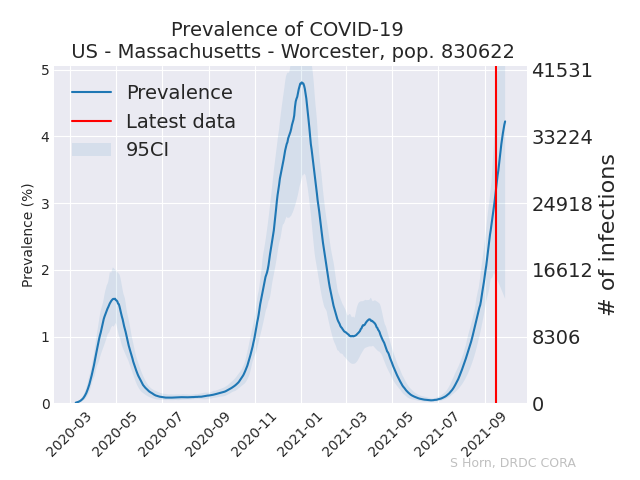 Prevalence of COVID-19
US - Massachusetts - Worcester, pop. 830622
Prevalence
Latest data
95CI
Prevalence (%)
5
4
3
2
1
0
41531
33224
24918
16612
8306
0
# of infections
2020-03
2020-05
2020-07
2020-09
2020-11
2021-01
2021-03
2021-05
2021-07
2021-09
S Horn, DRDC CORA